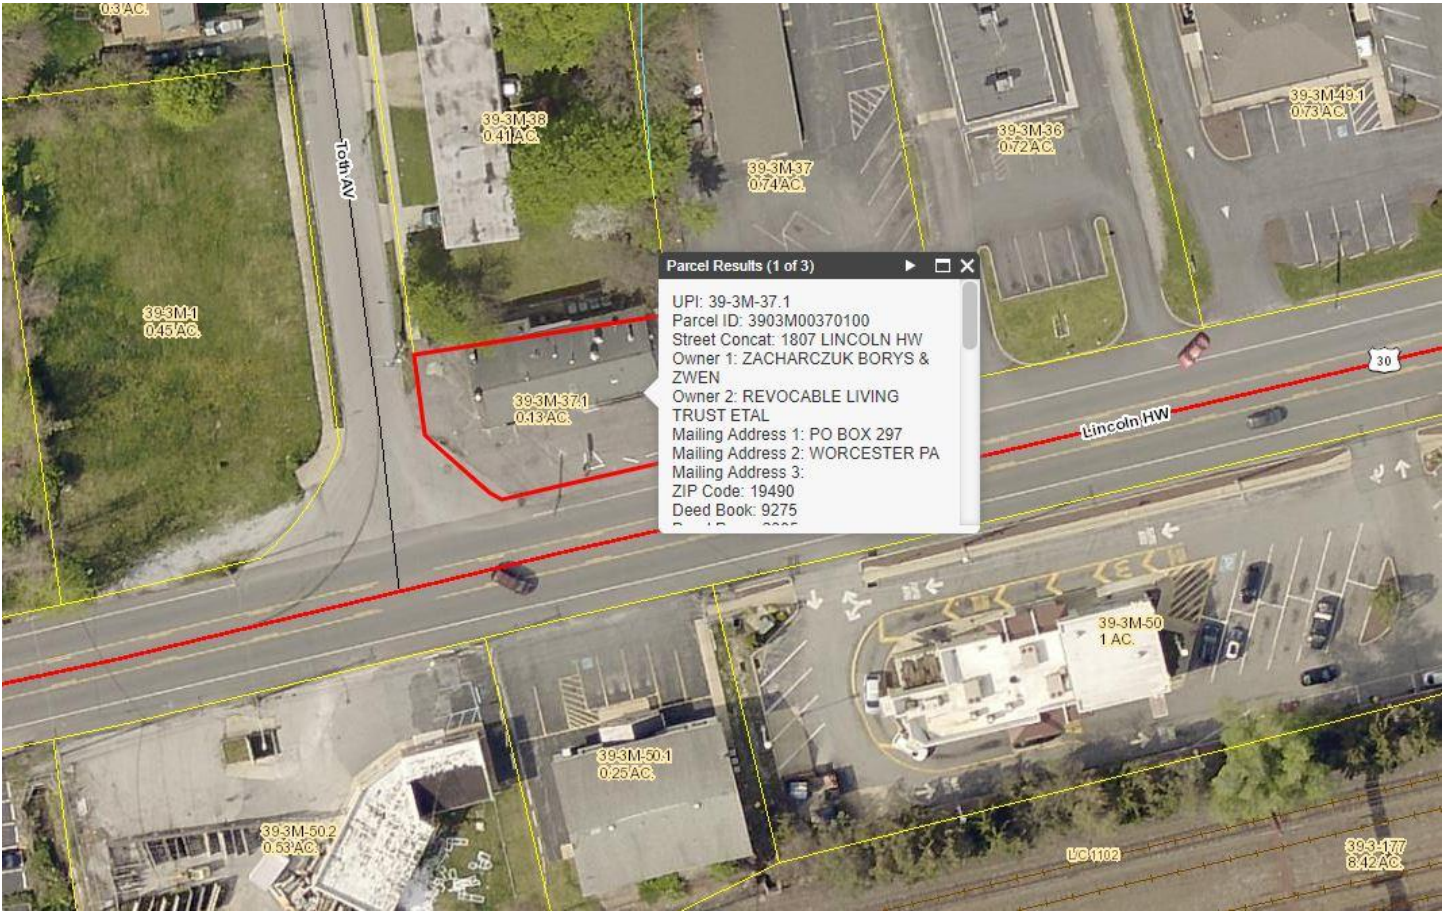 0.3 AC.
39-3M-38
0.41 AC.
39-3M-49.1
0.73 AC.
39-3M-36
0.72 AC.
39-3M-37
0.74 AC.
Toth AV
39-3M-1
0.45 AC.
39-3M-37.1
0.13 AC.
Parcel Results (1 of 3)
UPI: 39-3M-37.1
Parcel ID: 3903M00370100
Street Concat: 1807 LINCOLN HW
Owner 1: ZACHARCZUK BORYS &
ZWEN
Owner 2: REVOCABLE LIVING
TRUST ETAL
Mailing Address 1: PO BOX 297
Mailing Address 2: WORCESTER PA
Mailing Address 3:
ZIP Code: 19490
Deed Book: 9275
30
Lincoln HW
39-3M-50
1 AC.
39-3M-50.1
0.25 AC.
39-3M-50.2
0.53 AC.
L/C 1102
39-3-177
8.42 AC.